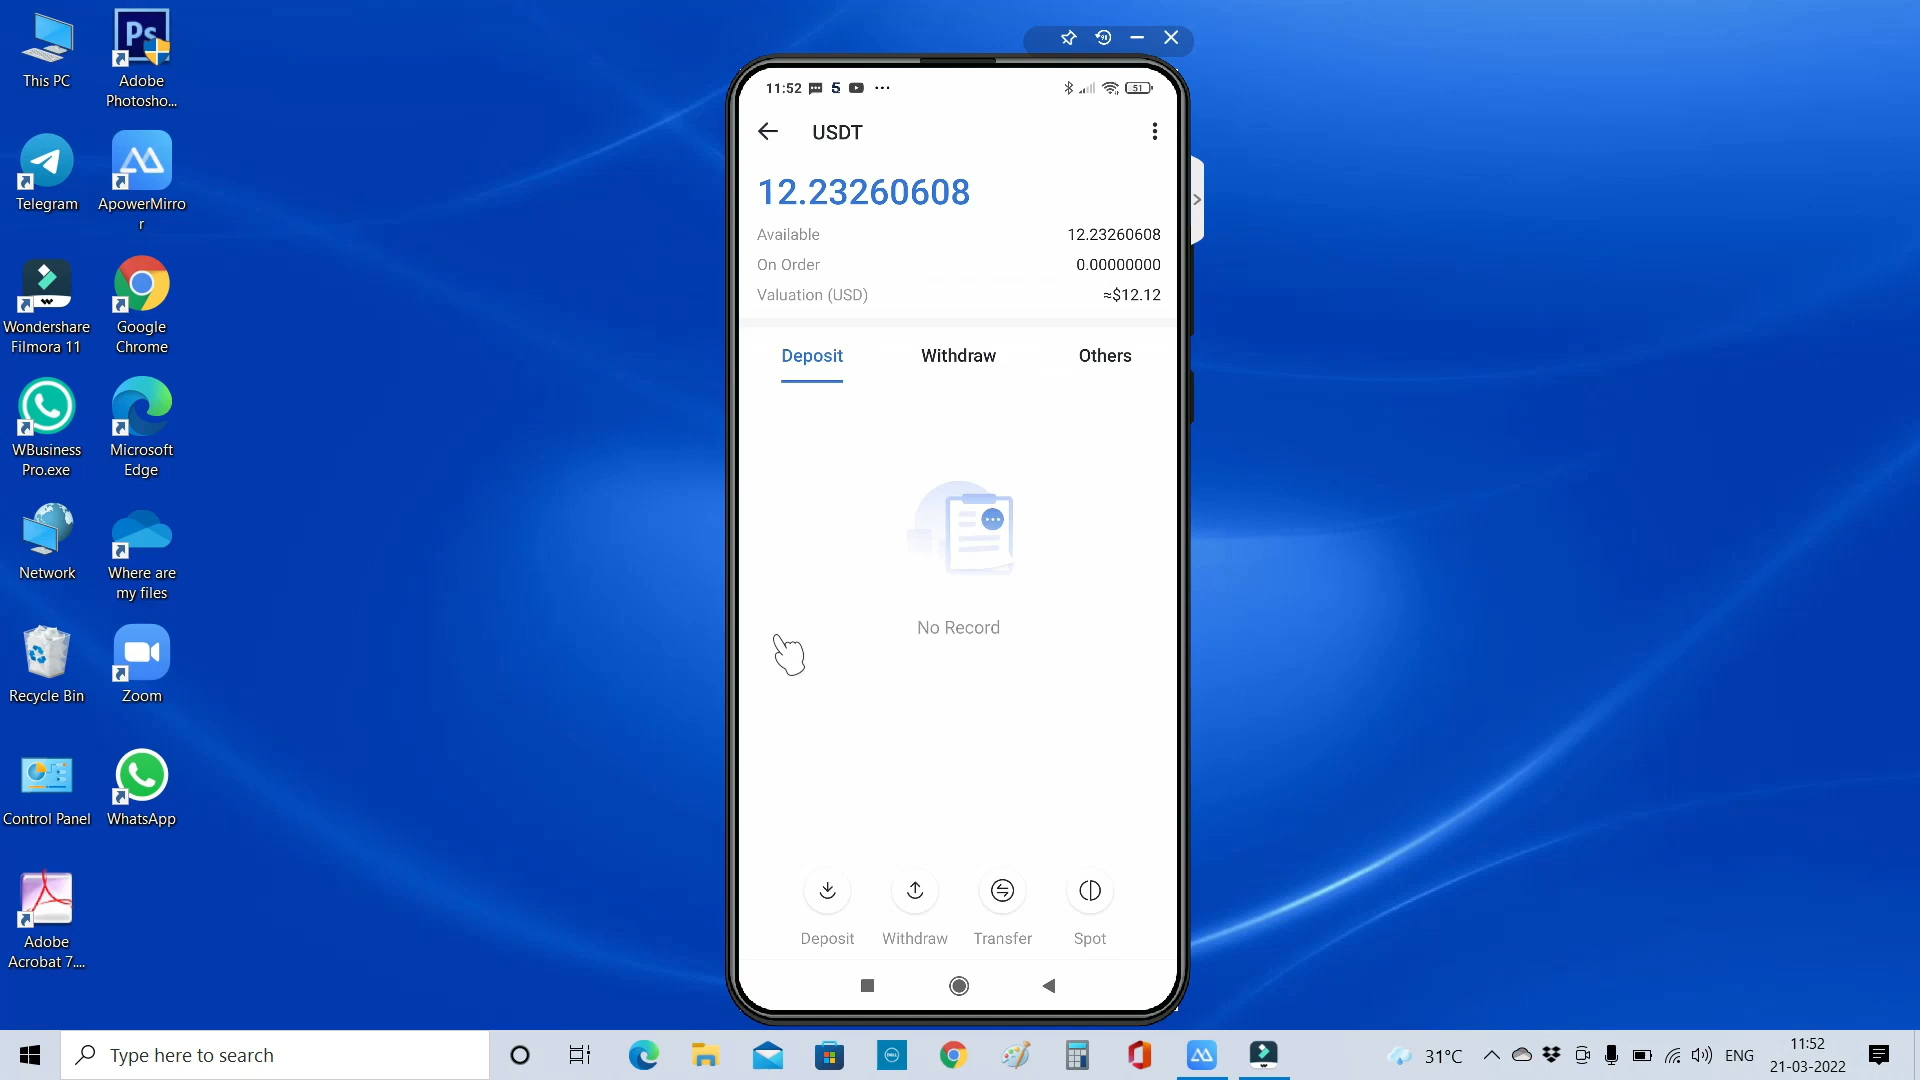 This PC
Adobe
Photosho...
Telegram
ApowerMirro
r
Wondershare
Filmora 11
Google
Chrome
WBusiness
Pro.exe
Microsoft
Edge
Network
Where are
my files
Recycle Bin
Zoom
Control Panel
WhatsApp
Adobe
Acrobat 7....
11:52 5 ...
51
USDT
12.23260608
Available 12.23260608
On Order 0.00000000
Valuation (USD) ≈$12.12
Deposit Withdraw Others
No Record
Deposit Withdraw Transfer Spot
Type here to search
31°C
ENG
11:52
21-03-2022